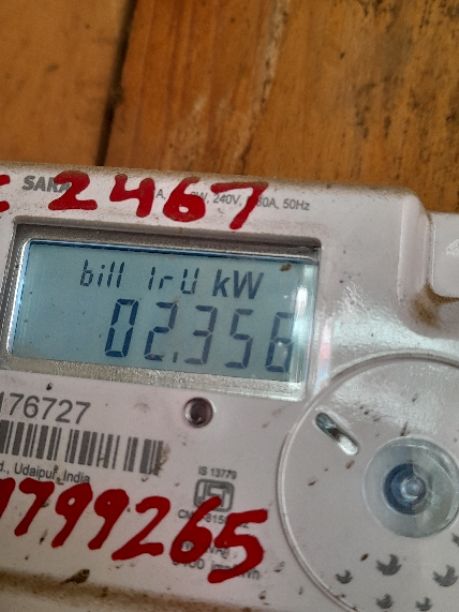 2467
240V, 50Hz
bill 1rU kW
02.356
176727
Udaipur, India
IS 13779
799265